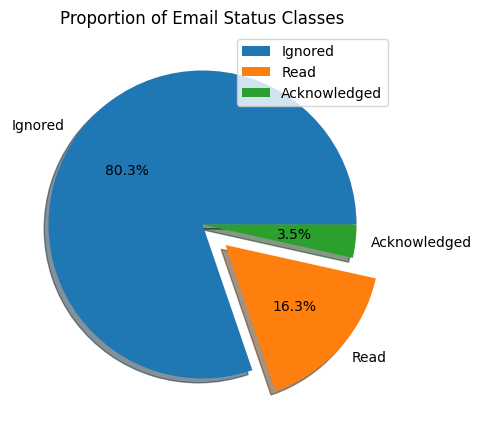 Proportion of Email Status Classes
Ignored
Read
Acknowledged
Ignored
80.3%
3.5%
Acknowledged
16.3%
Read